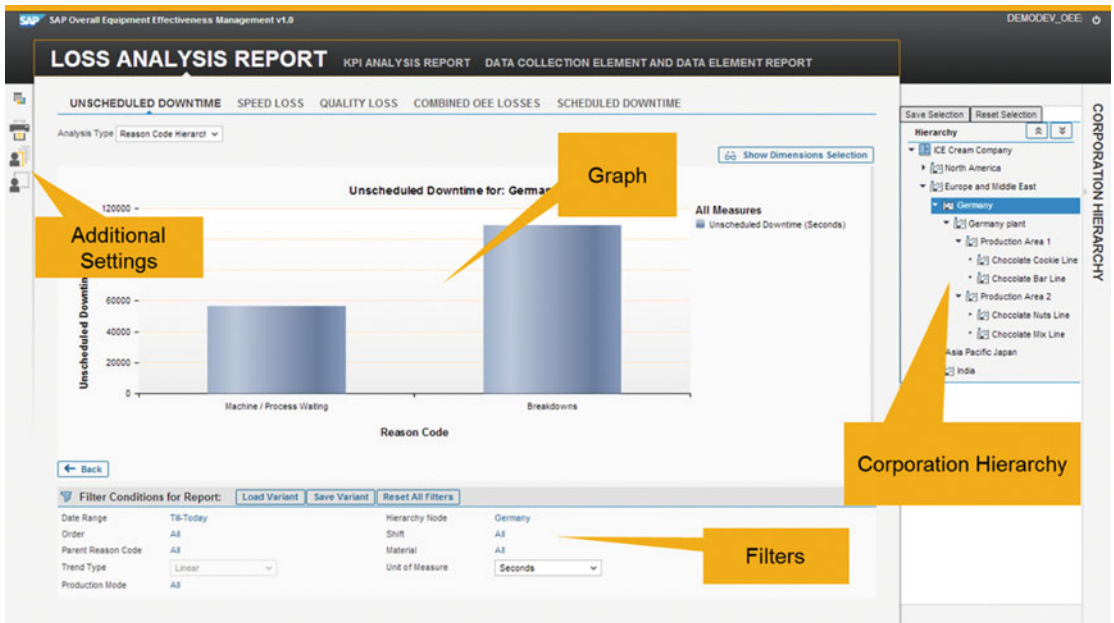 SAP SAP Overall Equipment Effectiveness Management v1.0
DEMODEV_OEE
LOSS ANALYSIS REPORT KPI ANALYSIS REPORT DATA COLLECTION ELEMENT AND DATA ELEMENT REPORT
UNSCHEDULED DOWNTIME SPEED LOSS QUALITY LOSS COMBINED OEE LOSSES SCHEDULED DOWNTIME
Analysis Type Reason Code Hierarch
Show Dimensions Selection
Graph
Additional
Settings
Unscheduled Downtime for:
120000
60000
40000
20000
0
Unscheduled
Machine / Process Waiting
Breakdowns
Reason Code
All Measures
Unscheduled Downtime (Seconds)
Back
Filter Conditions for Report: Load Variant Save Variant Reset All Filters
Date Range Till-Today Hierarchy Node Germany
Order All Shift All
Parent Reason Code All Material All
Trend Type Linear Unit of Measure Seconds
Production Mode All
Filters
Save Selection Reset Selection
Hierarchy
ICE Cream Company
North America
Europe and Middle East
Germany
Germany plant
Production Area 1
Chocolate Cookie Line
Chocolate Bar Line
Production Area 2
Chocolate Nuts Line
Chocolate Mix Line
Asia Pacific Japan
India
Corporation Hierarchy
CORPORATION HIERARCHY